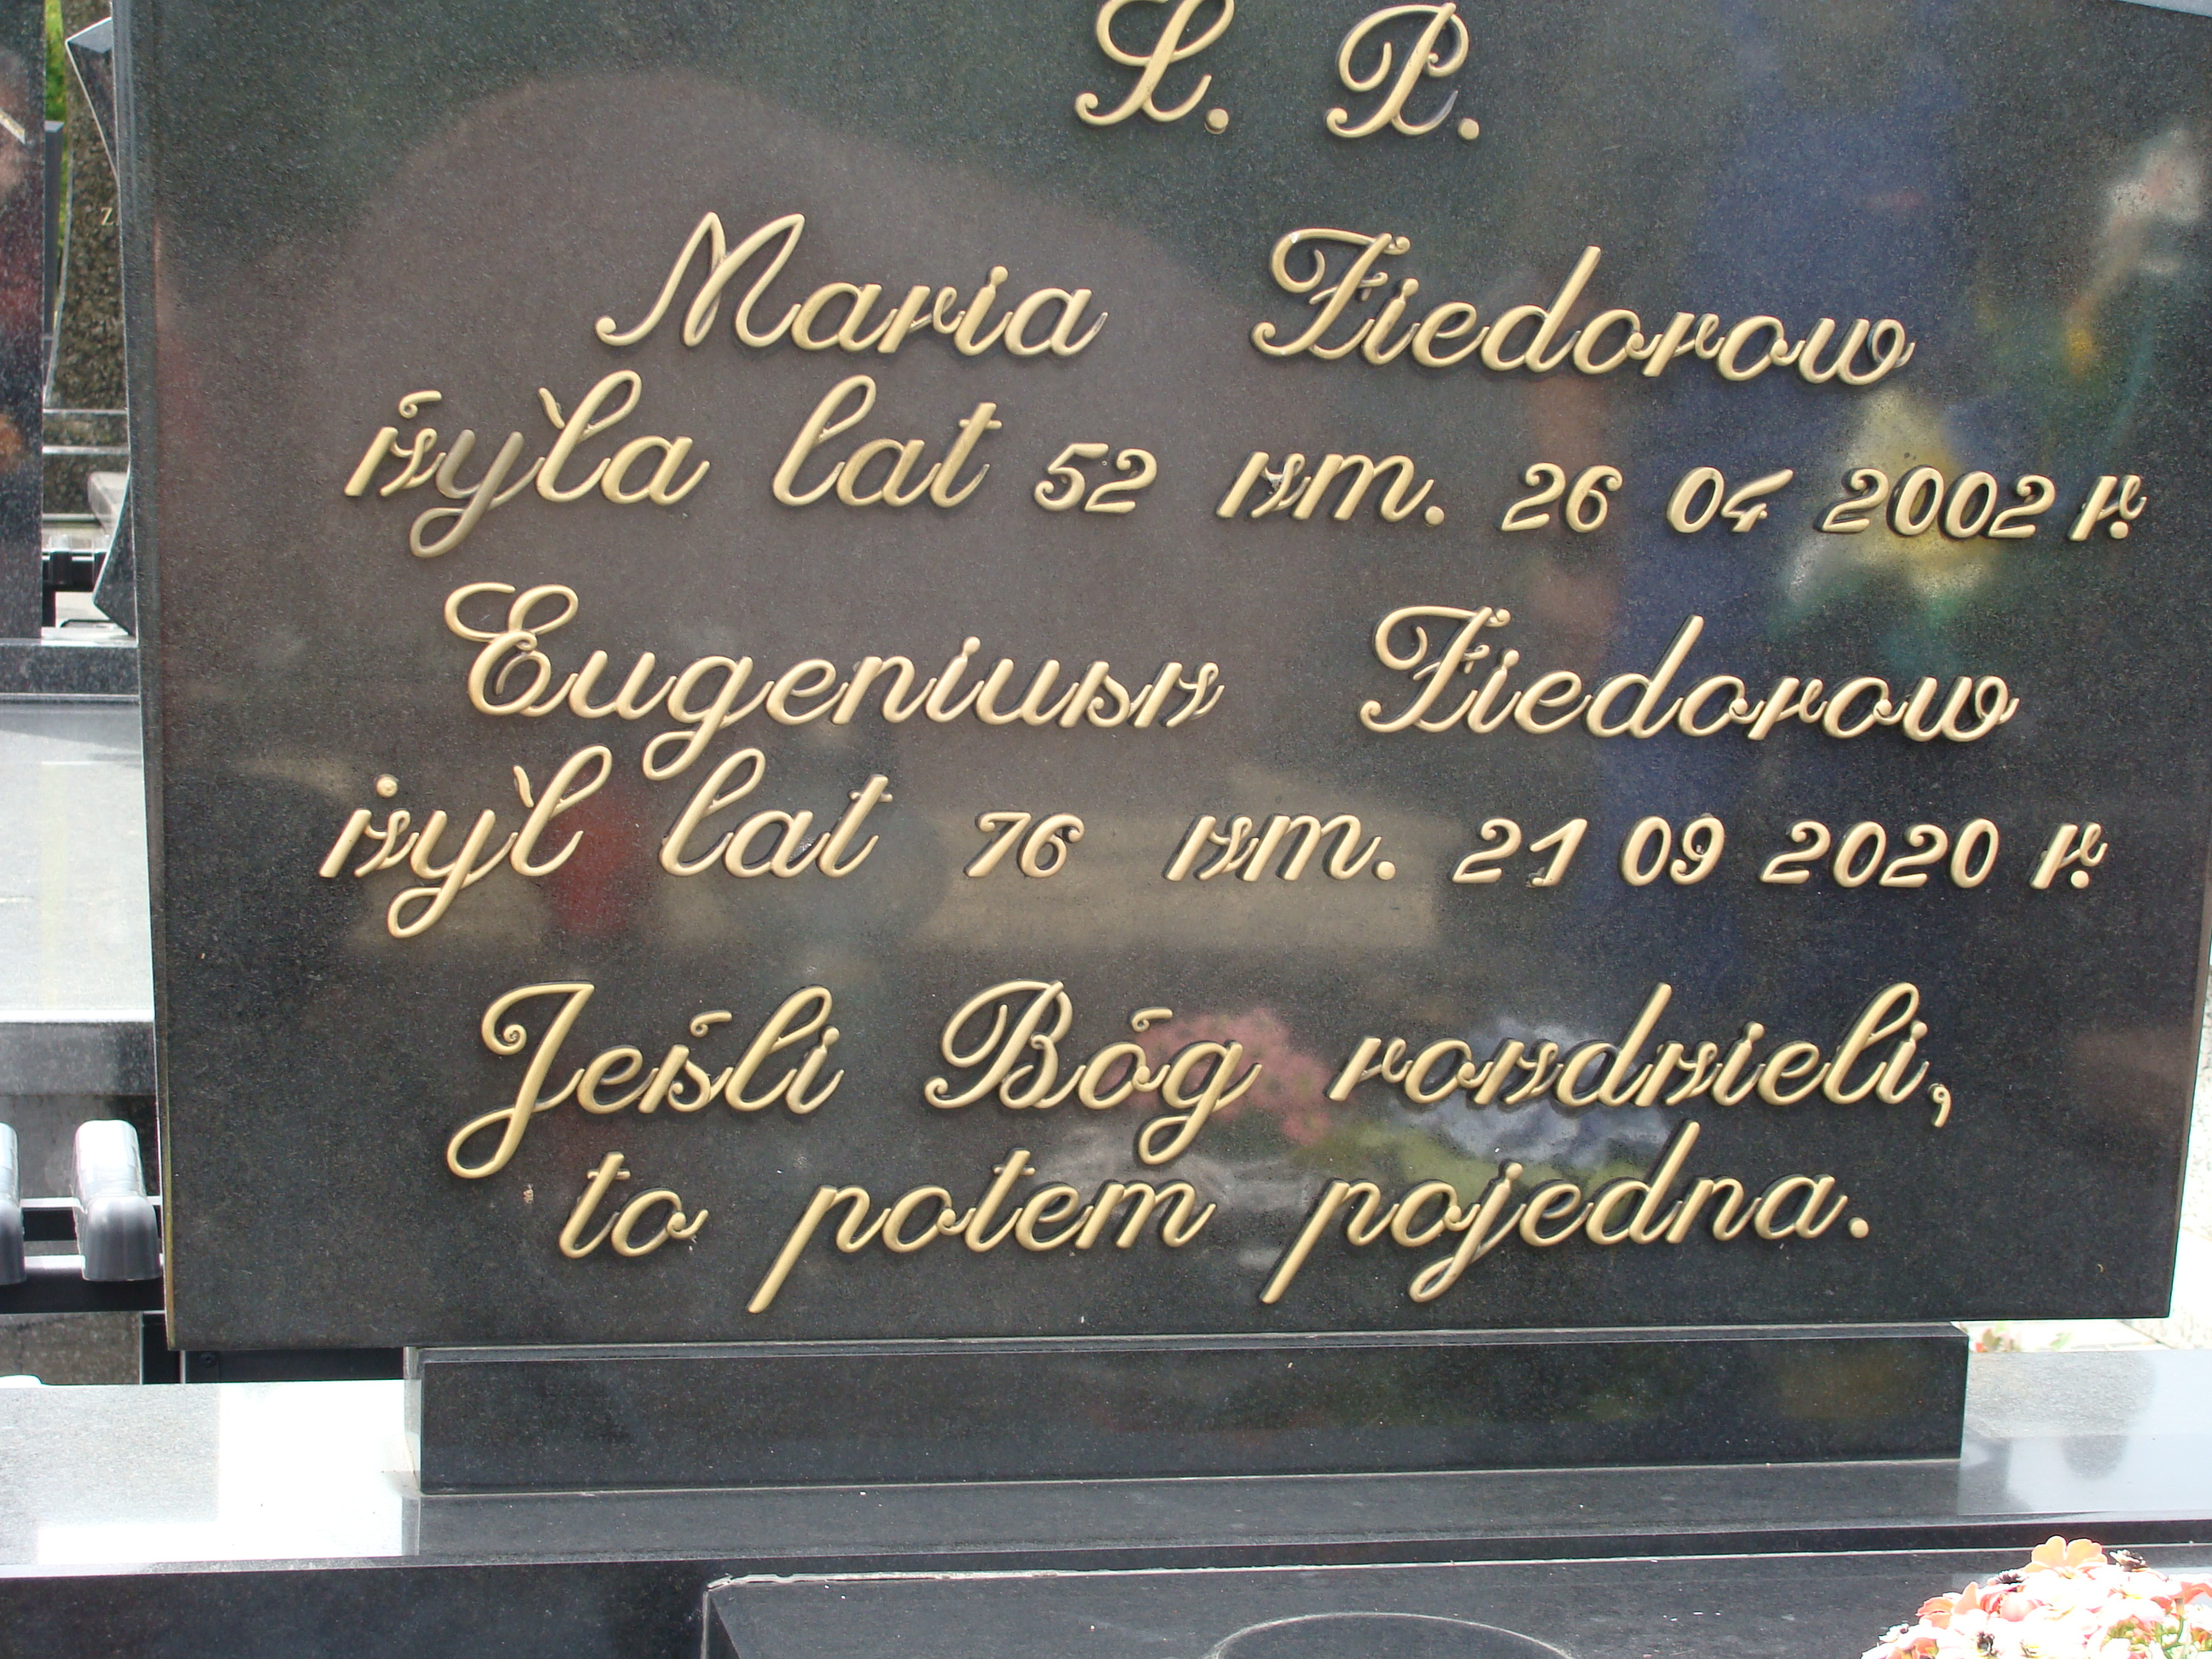 Ś. P.
Maria Fiedorow
żyła lat 52 zm. 26 04 2002 r.
Eugeniusz Fiedorow
żył lat 76 zm. 21 09 2020 r.
Jeśli Bóg rozdzieli,
to potem pojedna.